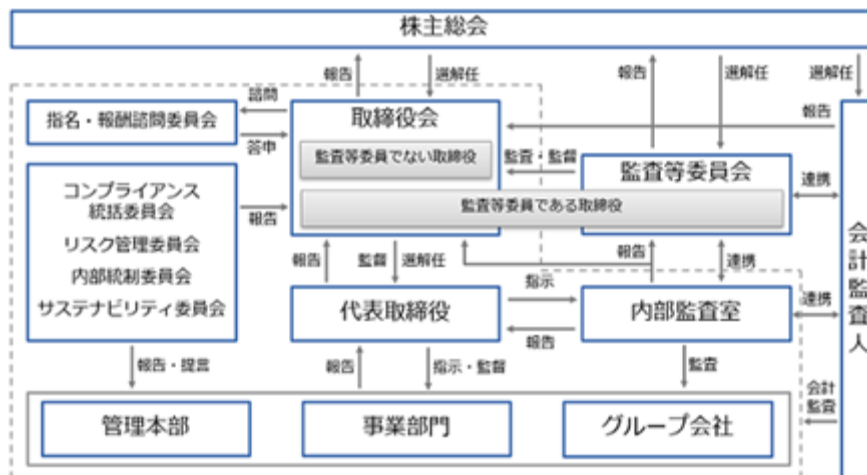 株主総会
報告
選解任
報告
選解任
選解任
諮問
指名・報酬諮問委員会
答申
取締役会
監査等委員でない取締役
報告
監査・監督
監査等委員会
連携
監査等委員である取締役
コンプライアンス
統括委員会
リスク管理委員会
内部統制委員会
サステナビリティ委員会
報告
報告
監督
選解任
報告
連携
会計監査人
代表取締役
指示
報告
内部監査室
連携
報告・提言
報告
指示・監督
監査
会計
監査
管理本部
事業部門
グループ会社